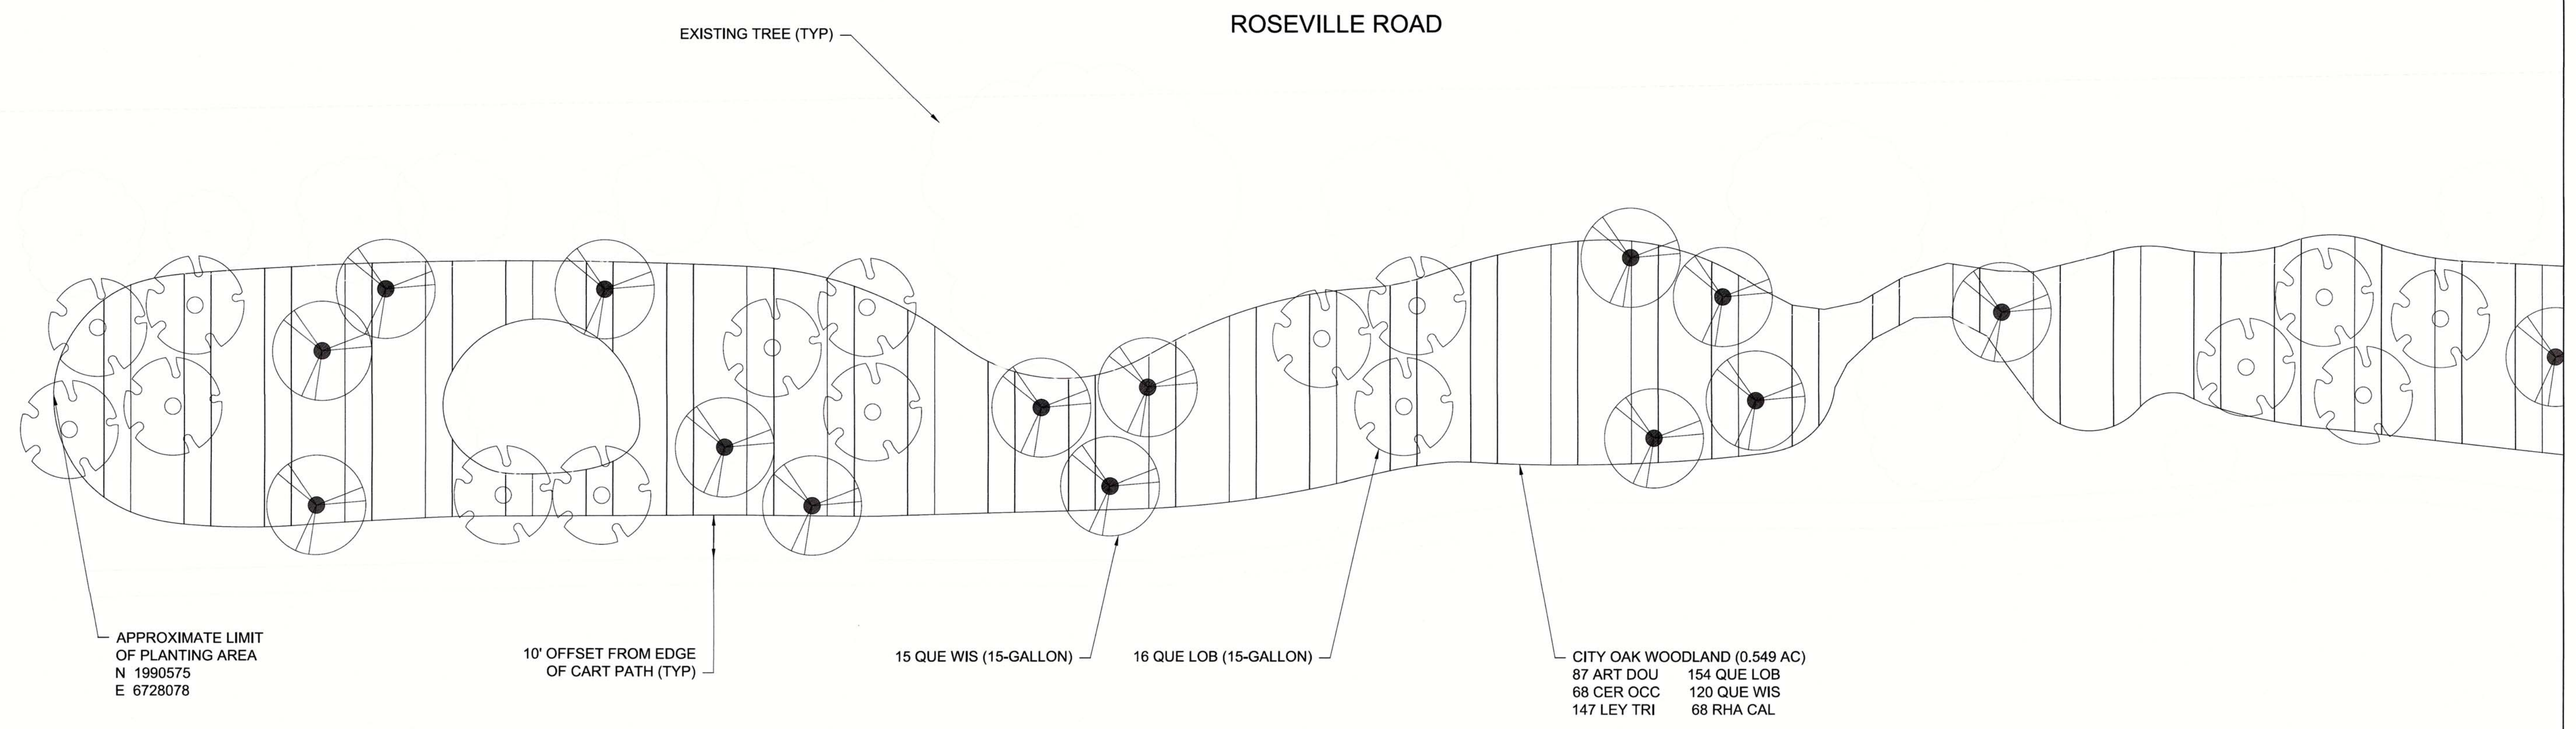 ROSEVILLE ROAD
EXISTING TREE (TYP)
APPROXIMATE LIMIT
OF PLANTING AREA
N 1990575
E 6728078
10' OFFSET FROM EDGE
OF CART PATH (TYP)
15 QUE WIS (15-GALLON)
16 QUE LOB (15-GALLON)
CITY OAK WOODLAND (0.549 AC)
87 ART DOU 154 QUE LOB
68 CER OCC 120 QUE WIS
147 LEY TRI 68 RHA CAL